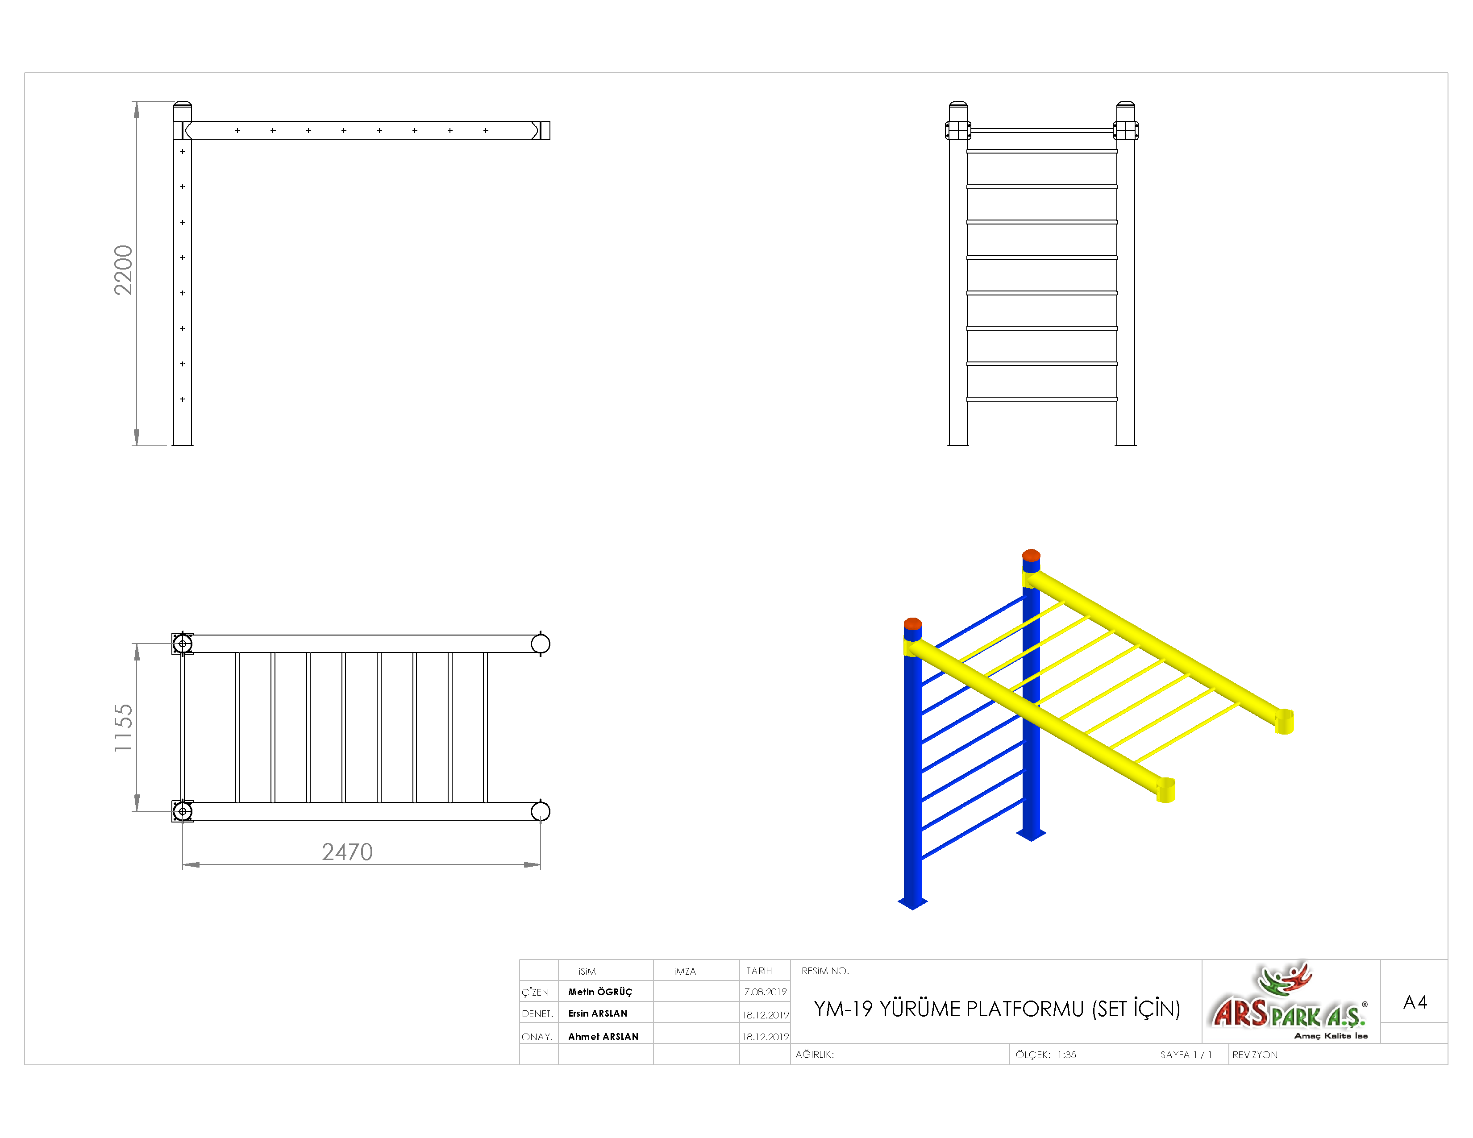 2200
1155
2470
İSİM
İMZA
TARİH
RESİM NO.
ÇİZEN.
Metin ÖGRÜÇ
7.08.2019
DENET.
Ersin ARSLAN
18.12.2019
ONAY.
Ahmet ARSLAN
18.12.2019
YM-19 YÜRÜME PLATFORMU (SET İÇİN)
ARS PARK A.Ş.®
Amaç Kalite İse
A4
AĞIRLIK:
ÖLÇEK: 1:35
SAYFA 1 / 1
REVİZYON